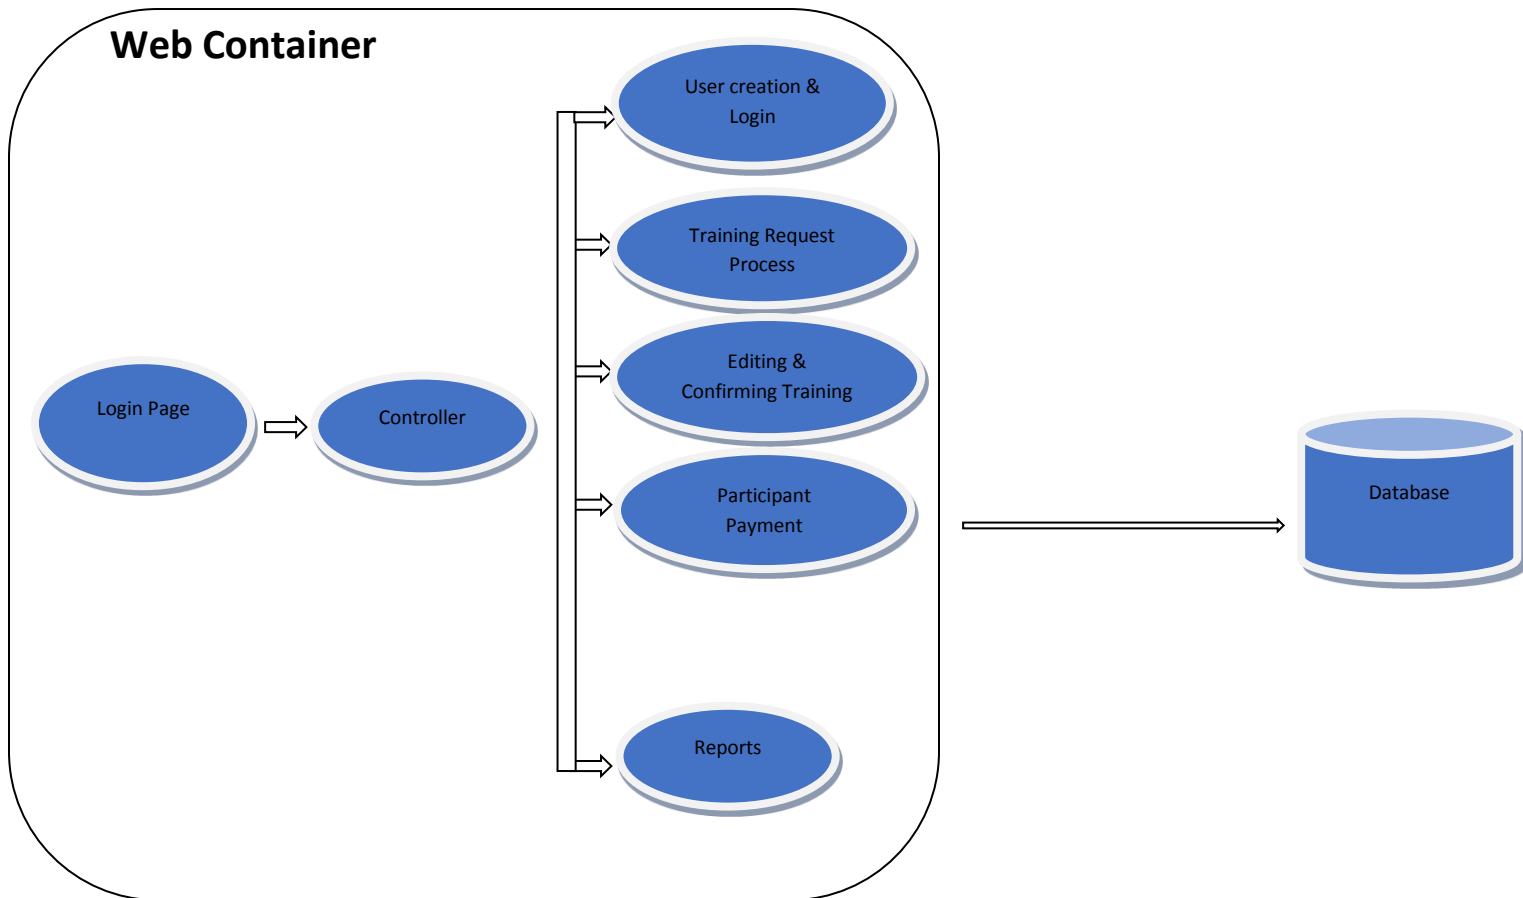 Web Container
User creation &
Login
Training Request
Process
Editing &
Confirming Training
Login Page
Controller
Participant
Payment
Database
Reports